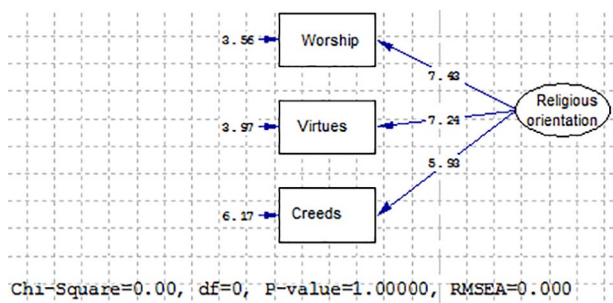 3.56
Worship
7.43
3.97
Virtues
7.24
Religious
orientation
5.93
6.17
Creeds
Chi-Square=0.00, df=0, P-value=1.00000, RMSEA=0.000